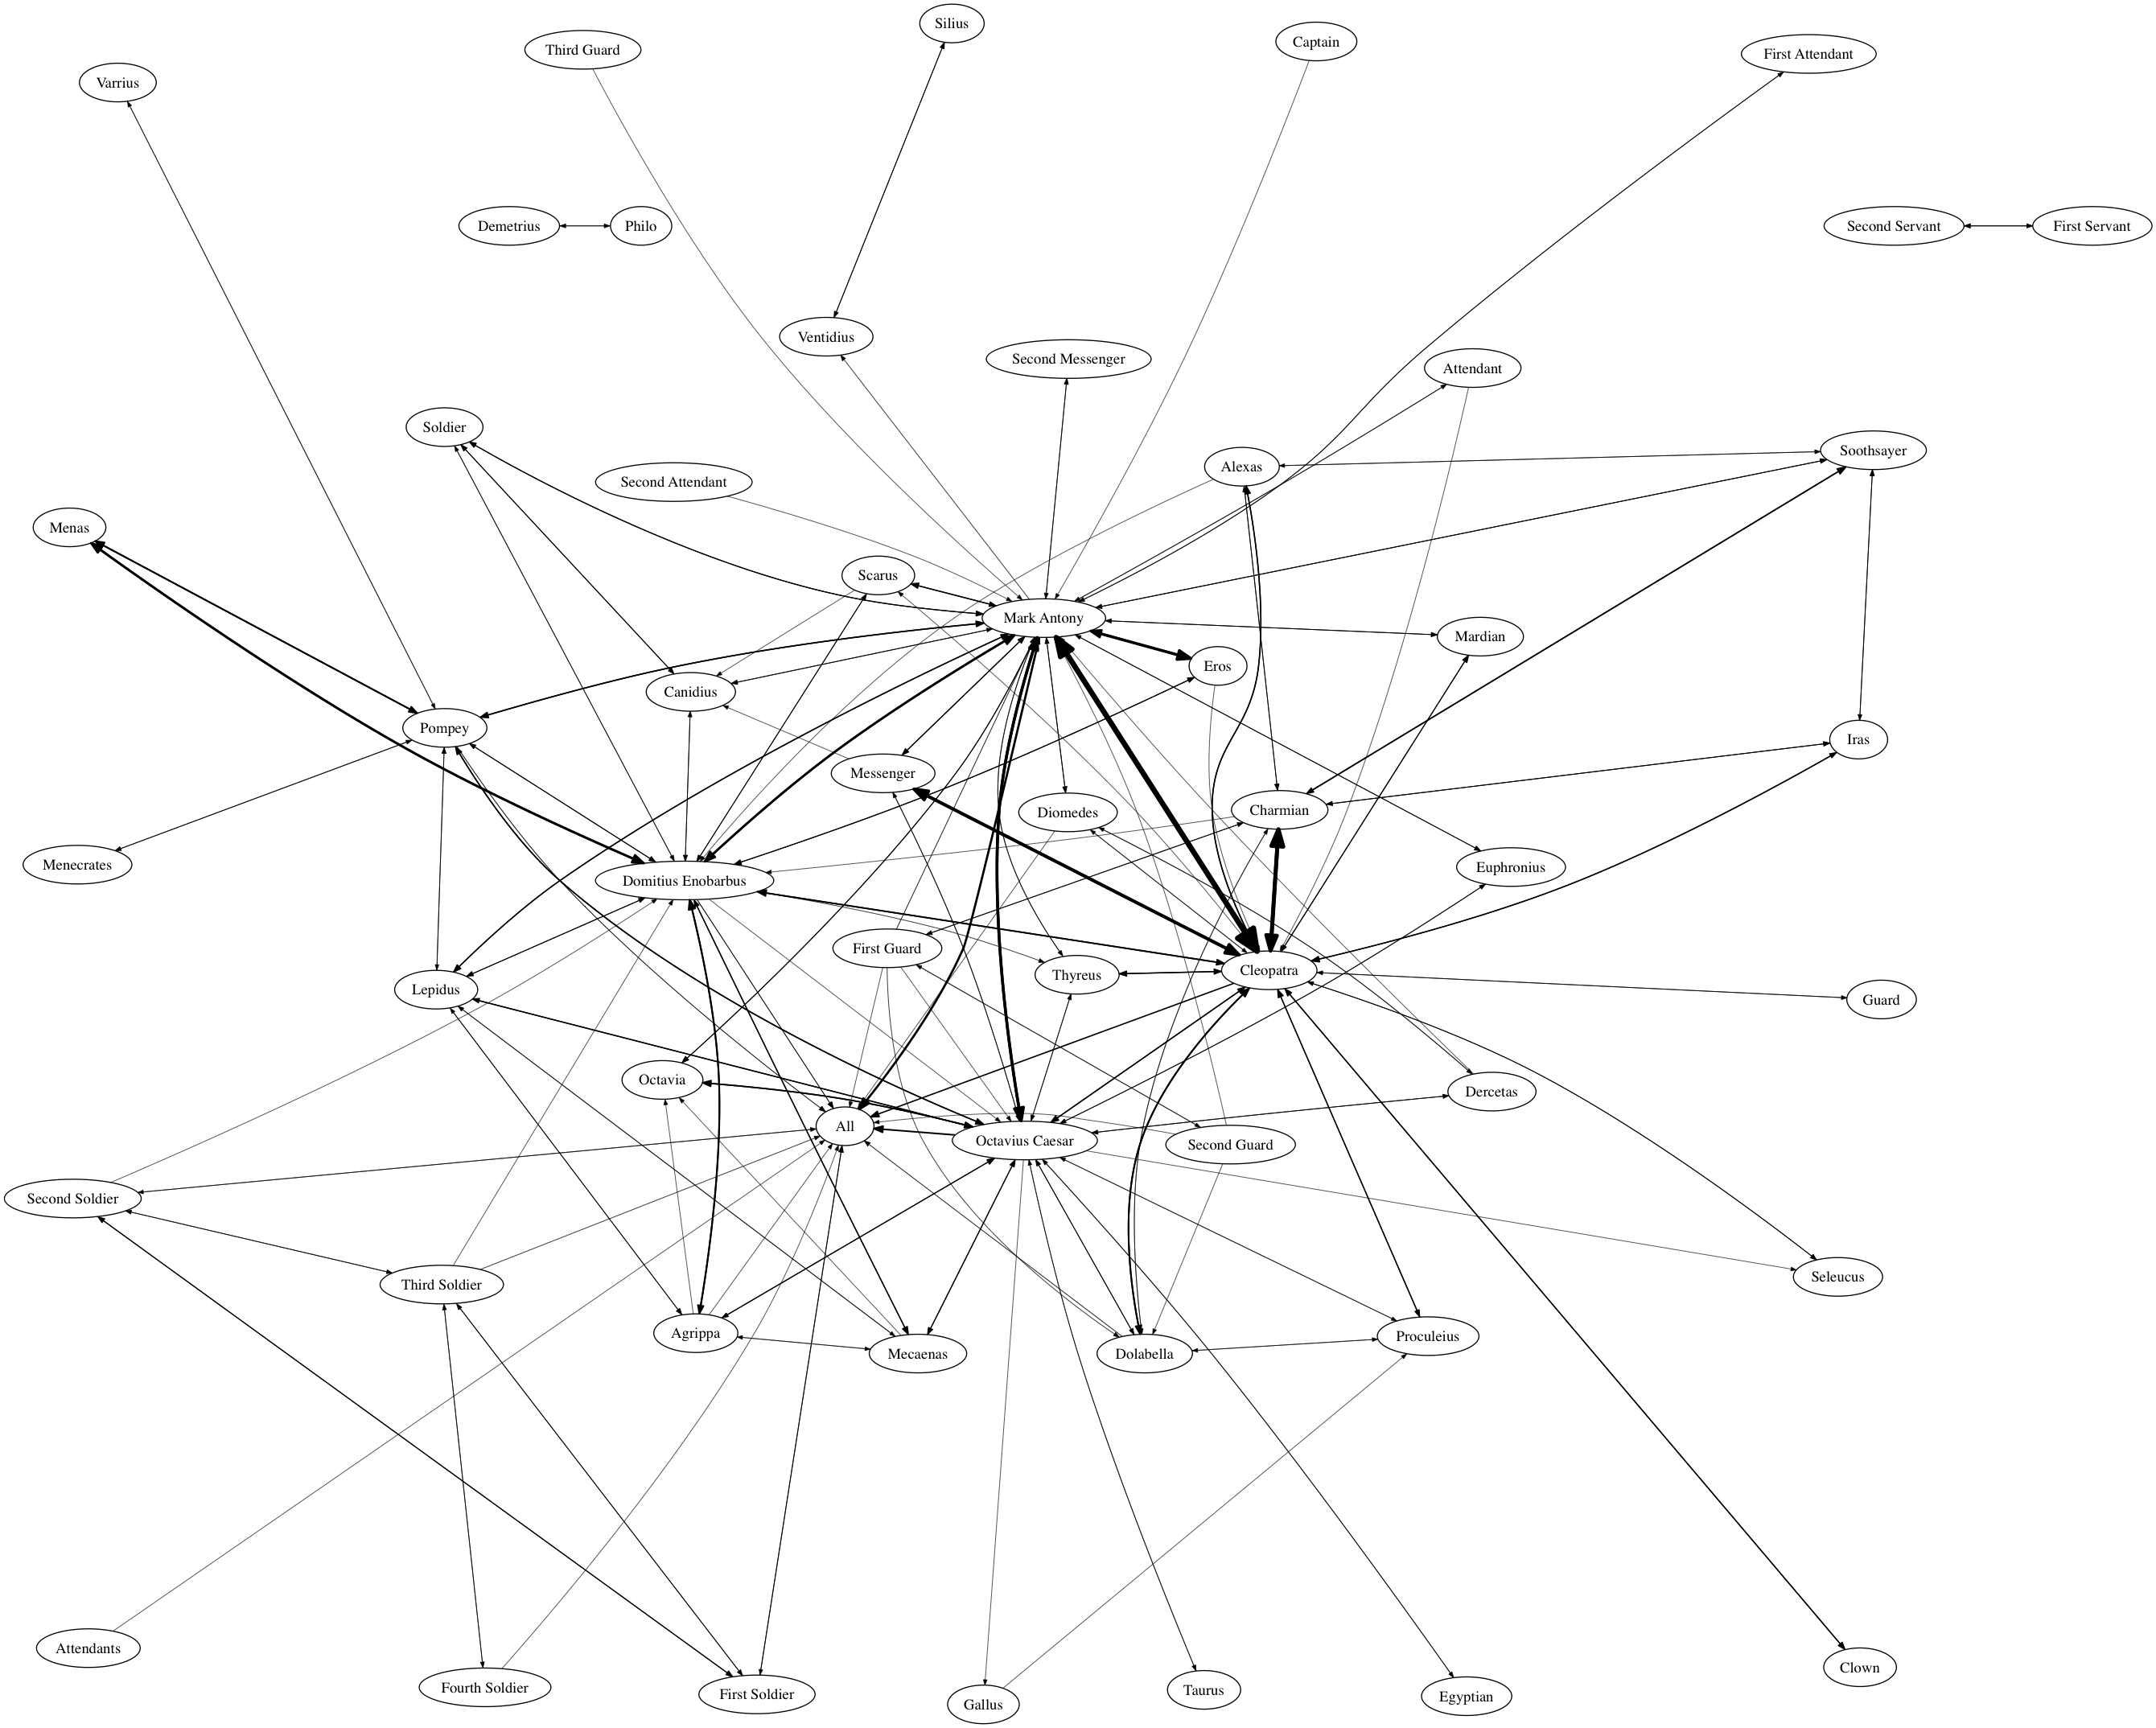 Silius
Captain
Third Guard
First Attendant
Varrius
Demetrius
Philo
Second Servant
First Servant
Ventidius
Second Messenger
Attendant
Soldier
Soothsayer
Alexas
Second Attendant
Menas
Scarus
Mark Antony
Mardian
Eros
Canidius
Pompey
Iras
Messenger
Charmian
Diomedes
Menecrates
Euphronius
Domitius Enobarbus
First Guard
Cleopatra
Thyreus
Lepidus
Guard
Octavia
Dercetas
All
Octavius Caesar
Second Guard
Second Soldier
Seleucus
Third Soldier
Agrippa
Proculeius
Mecaenas
Dolabella
Attendants
Clown
Fourth Soldier
Taurus
First Soldier
Egyptian
Gallus